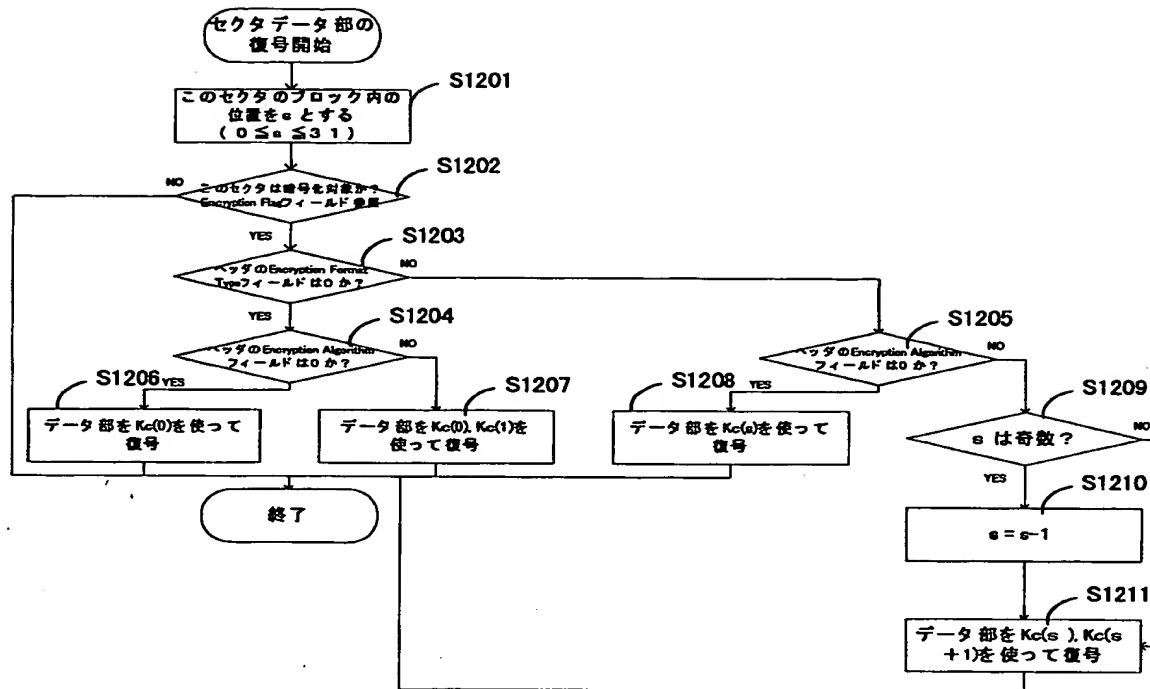 セクタデータ部の
復号開始
S1201
このセクタのブロック内の
位置をsとする
(0≦s≦31)
S1202
NO
このセクタは暗号化対象か?
Encryption Flagフィールド参照
YES
S1203
ヘッダのEncryption Format
Typeフィールドは0か?
NO
YES
S1204
ヘッダのEncryption Algorithm
フィールドは0か?
NO
S1205
ヘッダのEncryption Algorithm
フィールドは0か?
NO
S1206
YES
データ部をKc(0)を使って
復号
S1207
データ部をKc(0).Kc(1)を
使って復号
S1208
YES
データ部をKc(s)を使って
復号
S1209
sは奇数?
NO
YES
S1210
s=s-1
終了
S1211
データ部をKc(s).Kc(s
+1)を使って復号